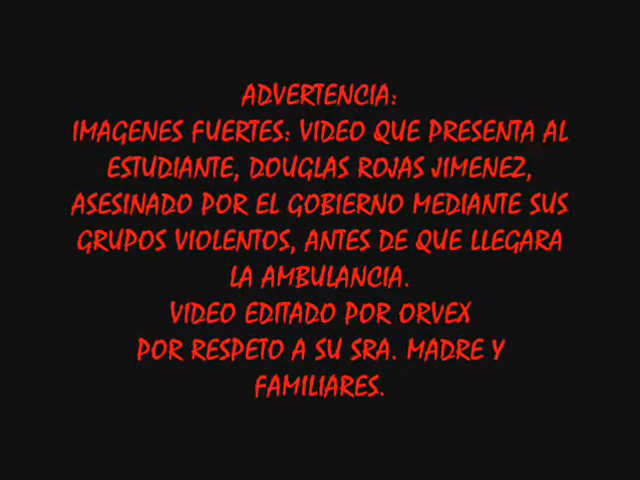 ADVERTENCIA:
IMAGENES FUERTES: VIDEO QUE PRESENTA AL
ESTUDIANTE, DOUGLAS ROJAS JIMENEZ,
ASESINADO POR EL GOBIERNO MEDIANTE SUS
GRUPOS VIOLENTOS, ANTES DE QUE LLEGARA
LA AMBULANCIA.
VIDEO EDITADO POR ORVEX
POR RESPETO A SU SRA. MADRE Y
FAMILIARES.